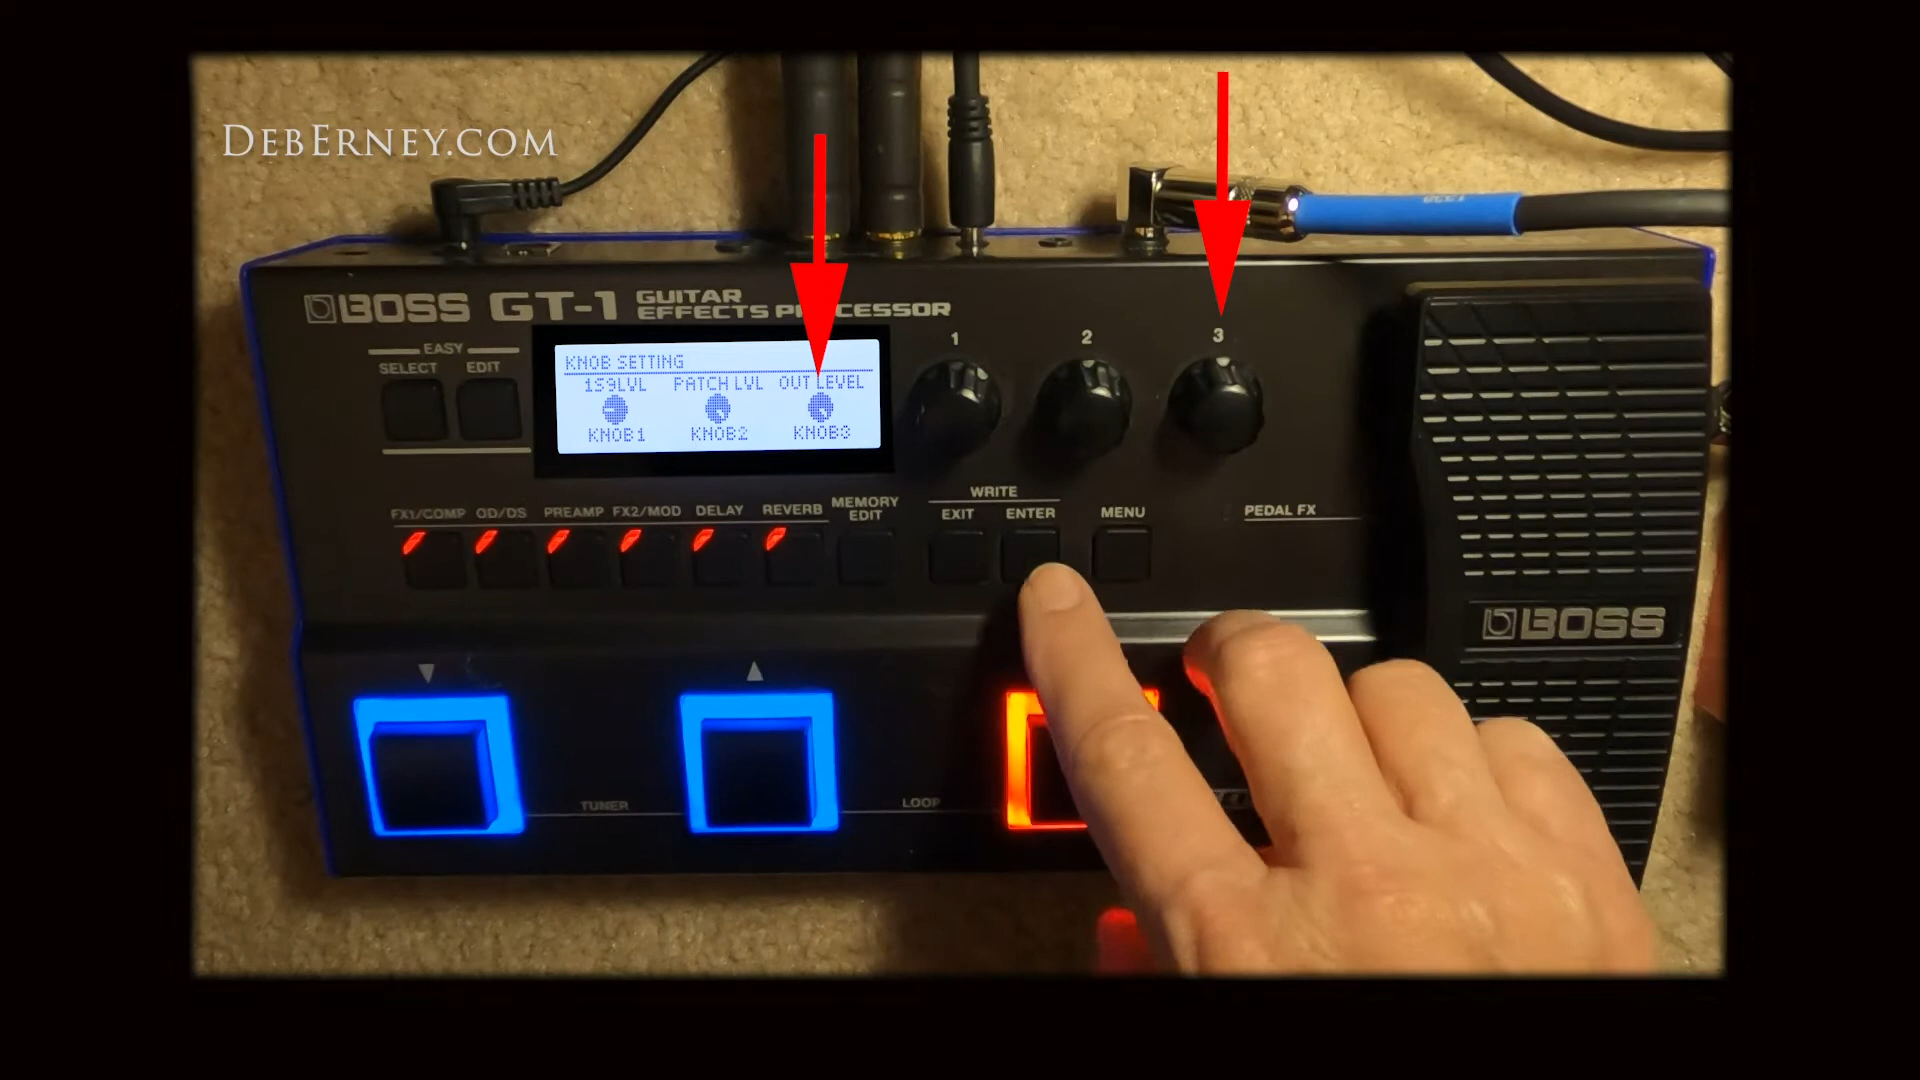 DebErney.com
BOSS GT-1 GUITAR EFFECTS PROCESSOR
EASY
SELECT EDIT
KNOB SETTING
159LVL PATCH LVL OUT LEVEL
KNOB1 KNOB2 KNOB3
1 2 3
WRITE
FX1/COMP OD/DS PREAMP FX2/MOD DELAY REVERB MEMORY EDIT EXIT ENTER MENU
PEDAL FX
BOSS
TUNER LOOP